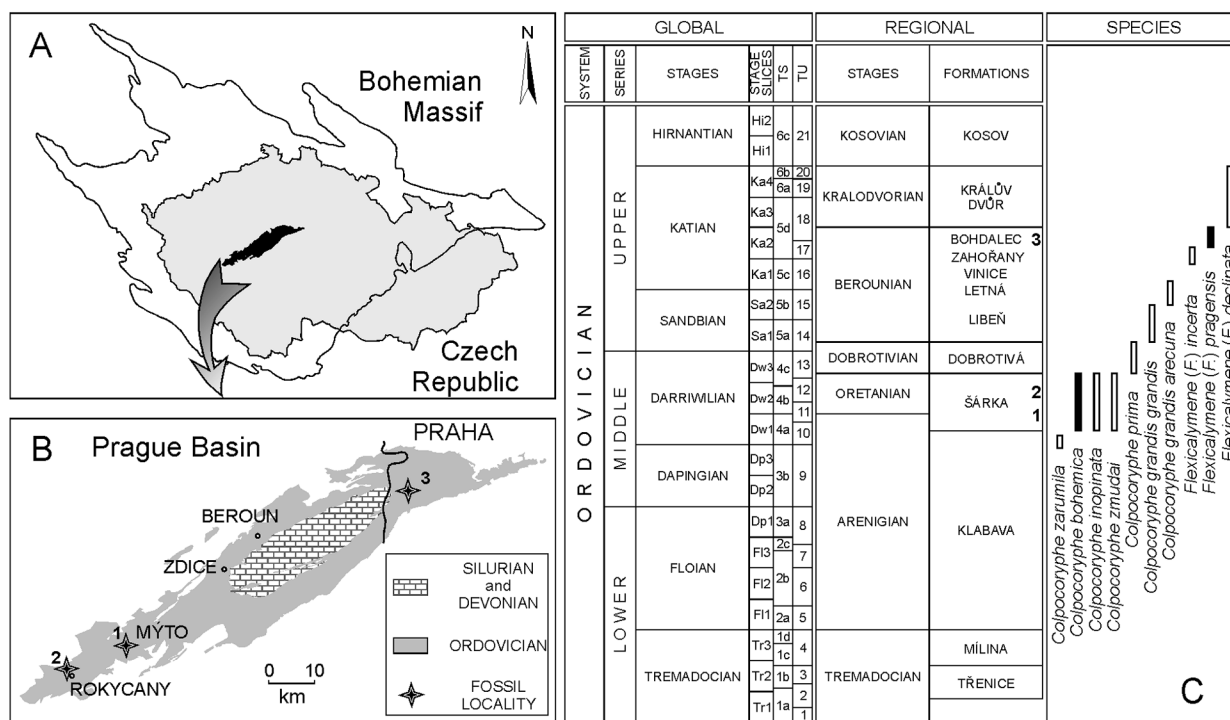 A
N
Bohemian
Massif
Czech
Republic
B
Prague Basin
PRAHA
3
BEROUN
ZDICE
1
MÝTO
2
ROKYCANY
0 10
km
SILURIAN
and
DEVONIAN
ORDOVICIAN
FOSSIL
LOCALITY
GLOBAL
REGIONAL
SPECIES
SYSTEM
SERIES
STAGES
STAGE
SLICES
TS
TU
STAGES
FORMATIONS
ORDOVICIAN
UPPER
MIDDLE
LOWER
HIRNANTIAN
KATIAN
SANDBIAN
DARRIWILIAN
DAPINGIAN
FLOIAN
TREMADOCIAN
Hi2
Hi1
Ka4
Ka3
Ka2
Ka1
Sa2
Sa1
Dw3
Dw2
Dw1
Dp3
Dp2
Dp1
Fl3
Fl2
Fl1
Tr3
Tr2
Tr1
6c
6b
6a
5d
5c
5b
5a
4c
4b
4a
3b
3a
2c
2b
2a
1d
1c
1b
1a
21
20
19
18
17
16
15
14
13
12
11
10
9
8
7
6
5
4
3
2
1
KOSOVIAN
KRALODVORIAN
BEROUNIAN
DOBROTIVIAN
ORETANIAN
ARENIGIAN
TREMADOCIAN
KOSOV
KRÁLŮV
DVŮR
BOHDALEC 3
ZAHOŘANY
VINICE
LETNÁ
LIBEŇ
DOBROTIVÁ
ŠÁRKA
2
1
KLABAVA
MÍLINA
TŘENICE
Colpocoryphe zarumila
Colpocoryphe bohemica
Colpocoryphe inopinata
Colpocoryphe zmudai
Colpocoryphe prima
Colpocoryphe grandis grandis
Colpocoryphe grandis arecuna
Flexicalymene (F.) incerta
Flexicalymene (F.) pragensis
Flexicalymene (F.) declinata
C